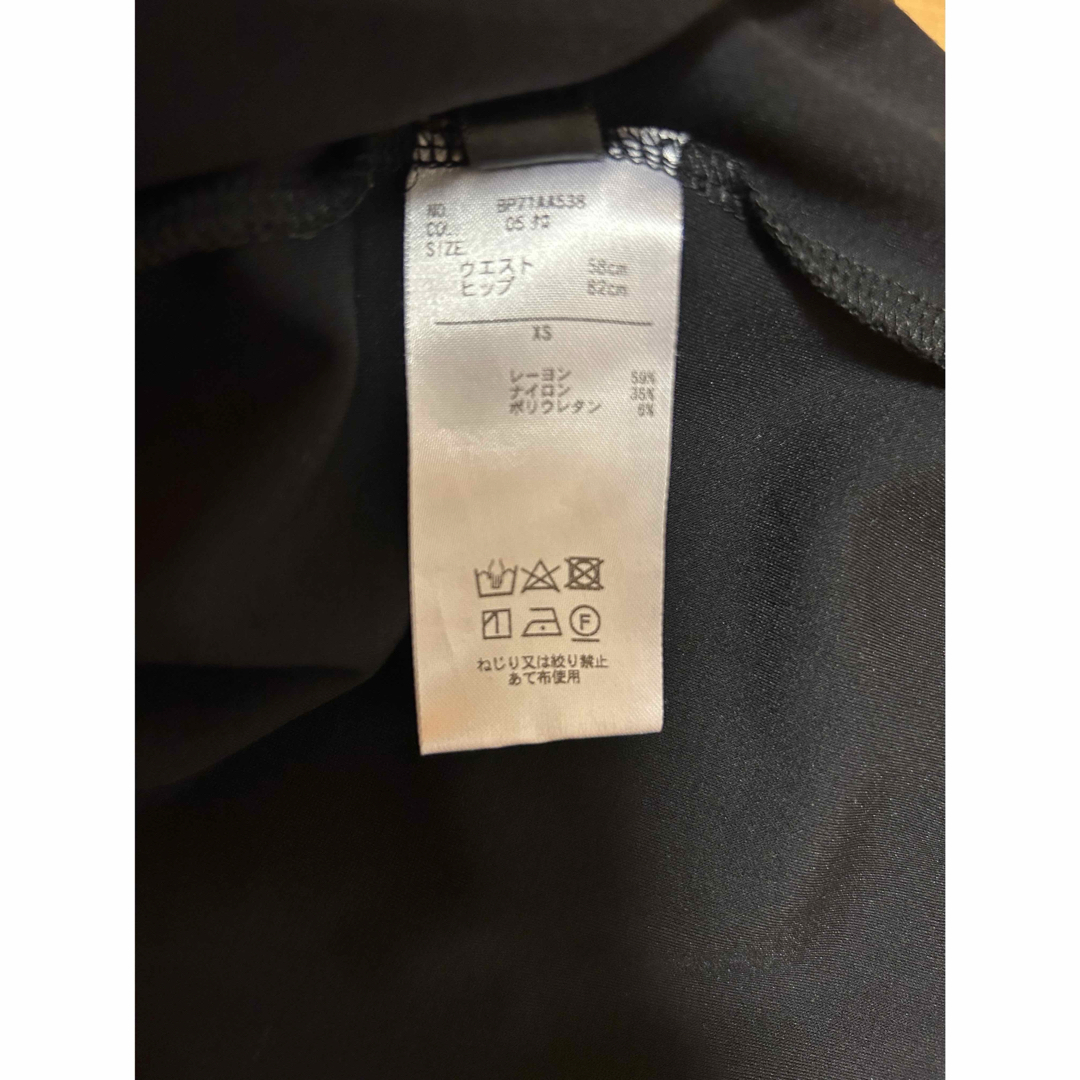 NO. BP71AA538
COL. 05 ｸﾛ
SIZE
ウエスト 58cm
ヒップ 82cm
XS
レーヨン 59%
ナイロン 35%
ポリウレタン 6%
F
ねじり又は絞り禁止
あて布使用